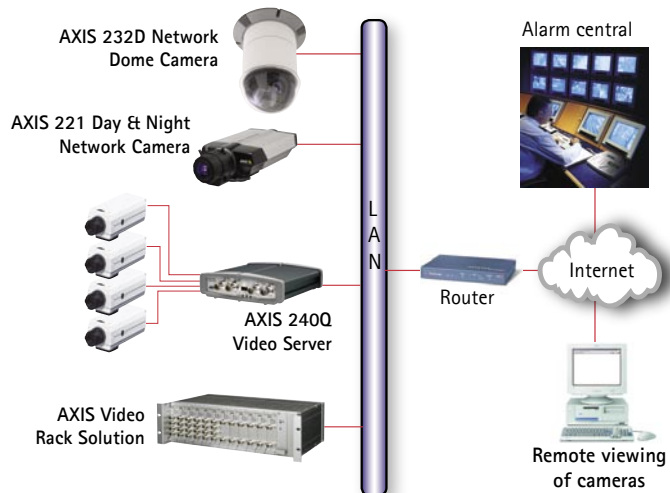 AXIS 232D Network
Dome Camera
Alarm central
AXIS 221 Day & Night
Network Camera
L
A
N
Internet
Router
AXIS 240Q
Video Server
AXIS Video
Rack Solution
Remote viewing
of cameras